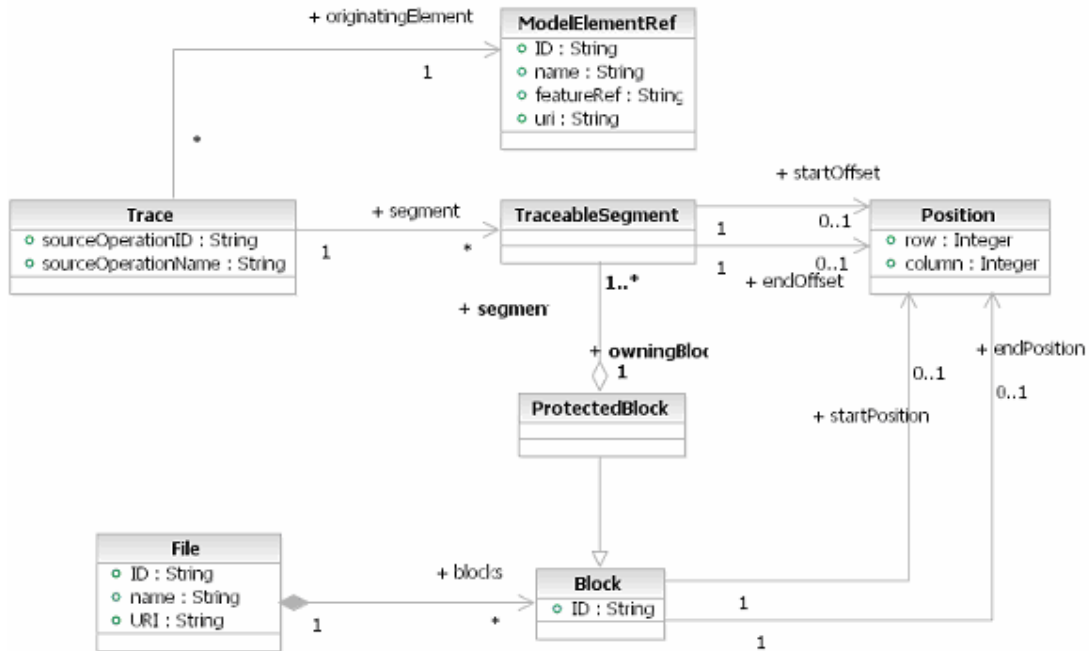 + originatingElement
ModelElementRef
ID : String
name : String
featureRef : String
uri : String
1
*
Trace
sourceOperationID : String
sourceOperationName : String
+ segment
1
*
TraceableSegment
+ startOffset
1
0..1
1
0..1
+ endOffset
Position
row : Integer
column : Integer
1..*
+ segment
+ owningBloc
1
ProtectedBlock
+ endPosition
0..1
0..1
+ startPosition
File
ID : String
name : String
URI : String
+ blocks
1
*
Block
ID : String
1
1